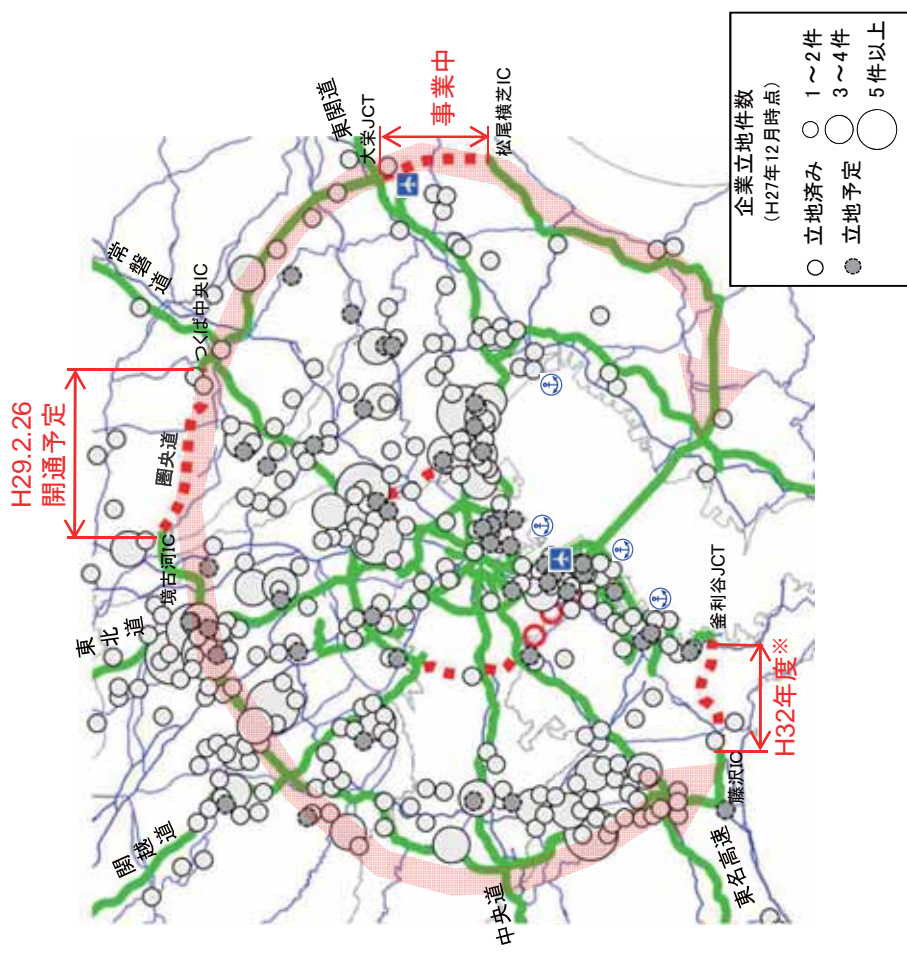 H29.2.26
開通予定
圏央道
境古河IC
つくば中央IC
常磐道
東北道
関越道
中央道
東名高速
藤沢IC
H32年度※
釜利谷JCT
東関道
大栄JCT
事業中
松尾横芝IC
企業立地件数
(H27年12月時点)
立地済み
立地予定
1～2件
3～4件
5件以上